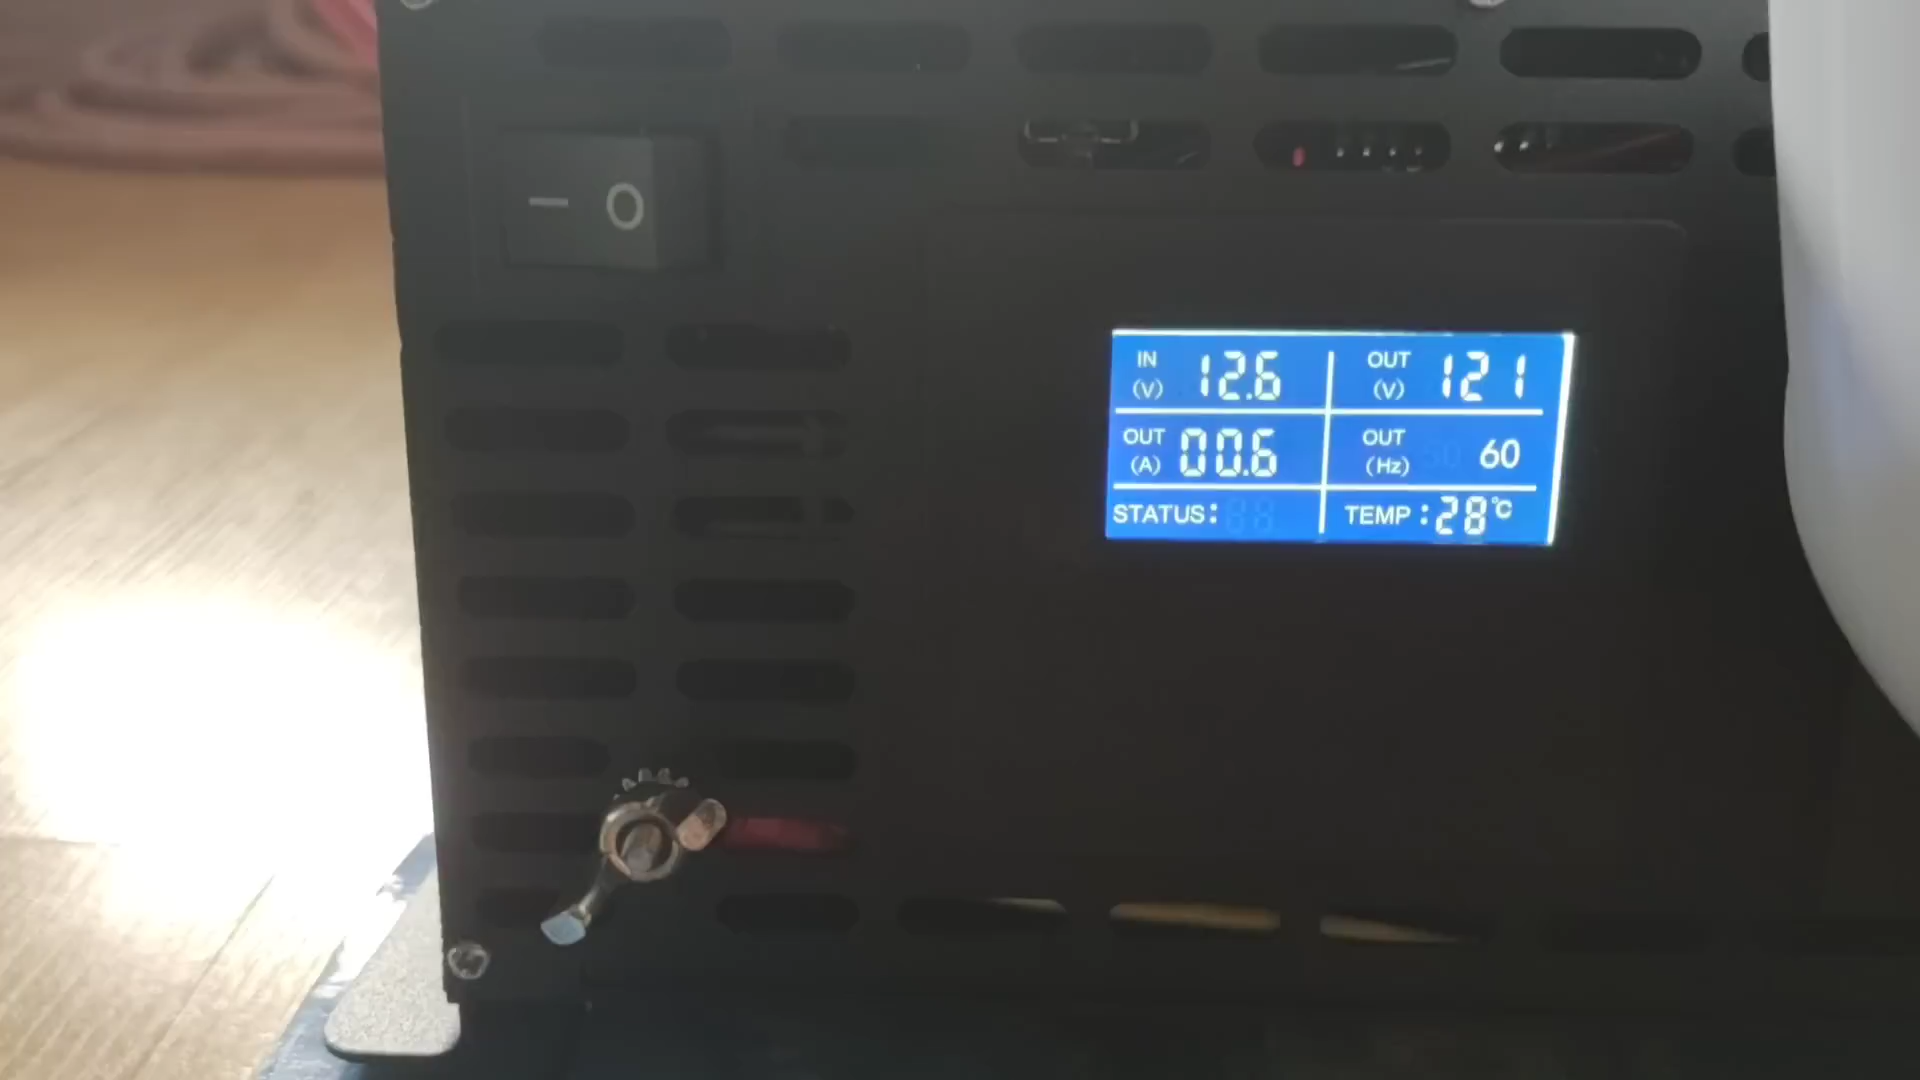 — O
IN (V) 12.6 OUT (V) 121
OUT (A) 00.6 OUT (Hz) 60
STATUS: TEMP : 28°C